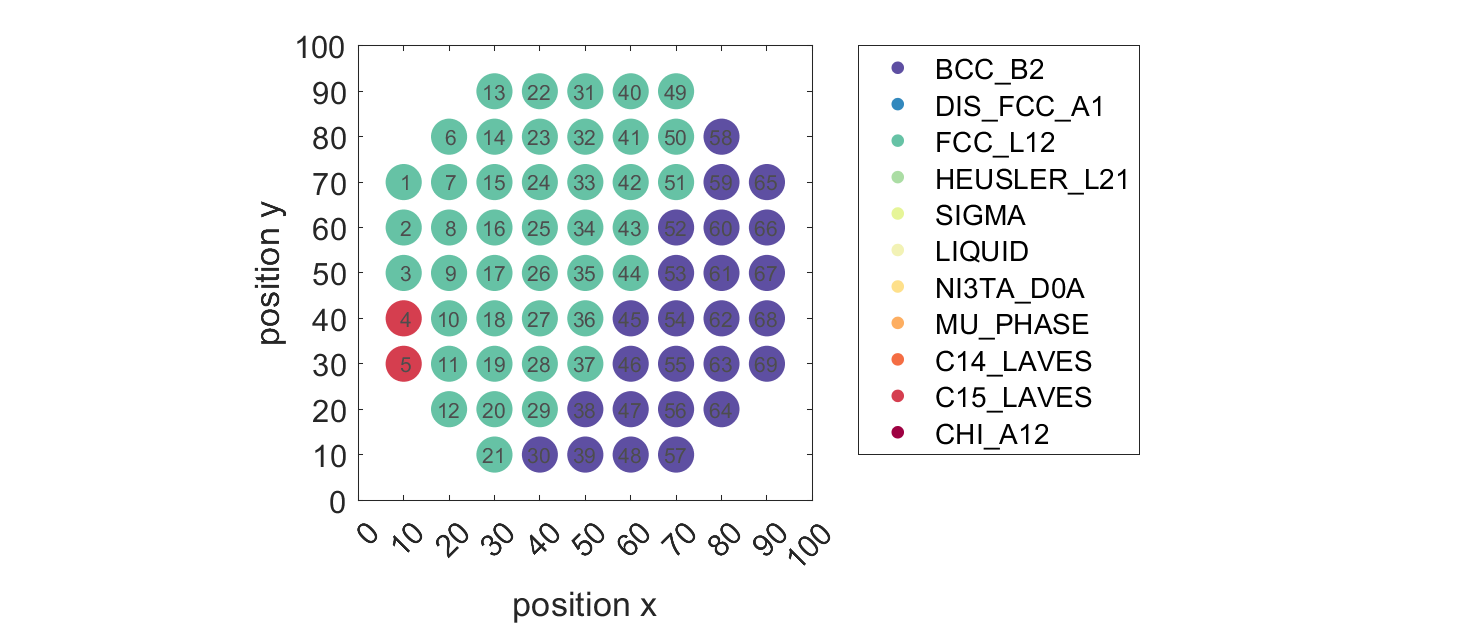 100
90
80
70
60
50
40
30
20
10
0
position y
13 22 31 40 49
6 14 23 32 41 50 58
1 7 15 24 33 42 51 59 65
2 8 16 25 34 43 52 60 66
3 9 17 26 35 44 53 61 67
4 10 18 27 36 45 54 62 68
5 11 19 28 37 46 55 63 69
12 20 29 38 47 56 64
21 30 39 48 57
0 10 20 30 40 50 60 70 80 90 100
position x
BCC_B2
DIS_FCC_A1
FCC_L12
HEUSLER_L21
SIGMA
LIQUID
NI3TA_D0A
MU_PHASE
C14_LAVES
C15_LAVES
CHI_A12